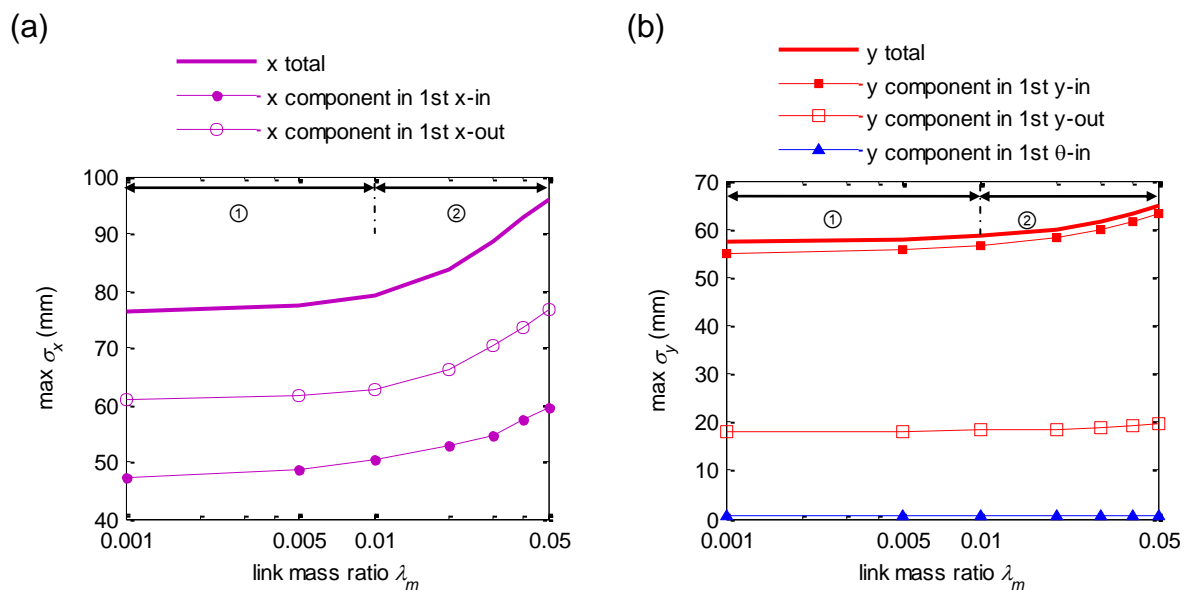 (a)
x total
x component in 1st x-in
x component in 1st x-out
100
90
80
70
60
50
40
max σx (mm)
① ②
0.001 0.005 0.01 0.05
link mass ratio λm
(b)
y total
y component in 1st y-in
y component in 1st y-out
y component in 1st θ-in
70
60
50
40
30
20
10
0
max σy (mm)
① ②
0.001 0.005 0.01 0.05
link mass ratio λm